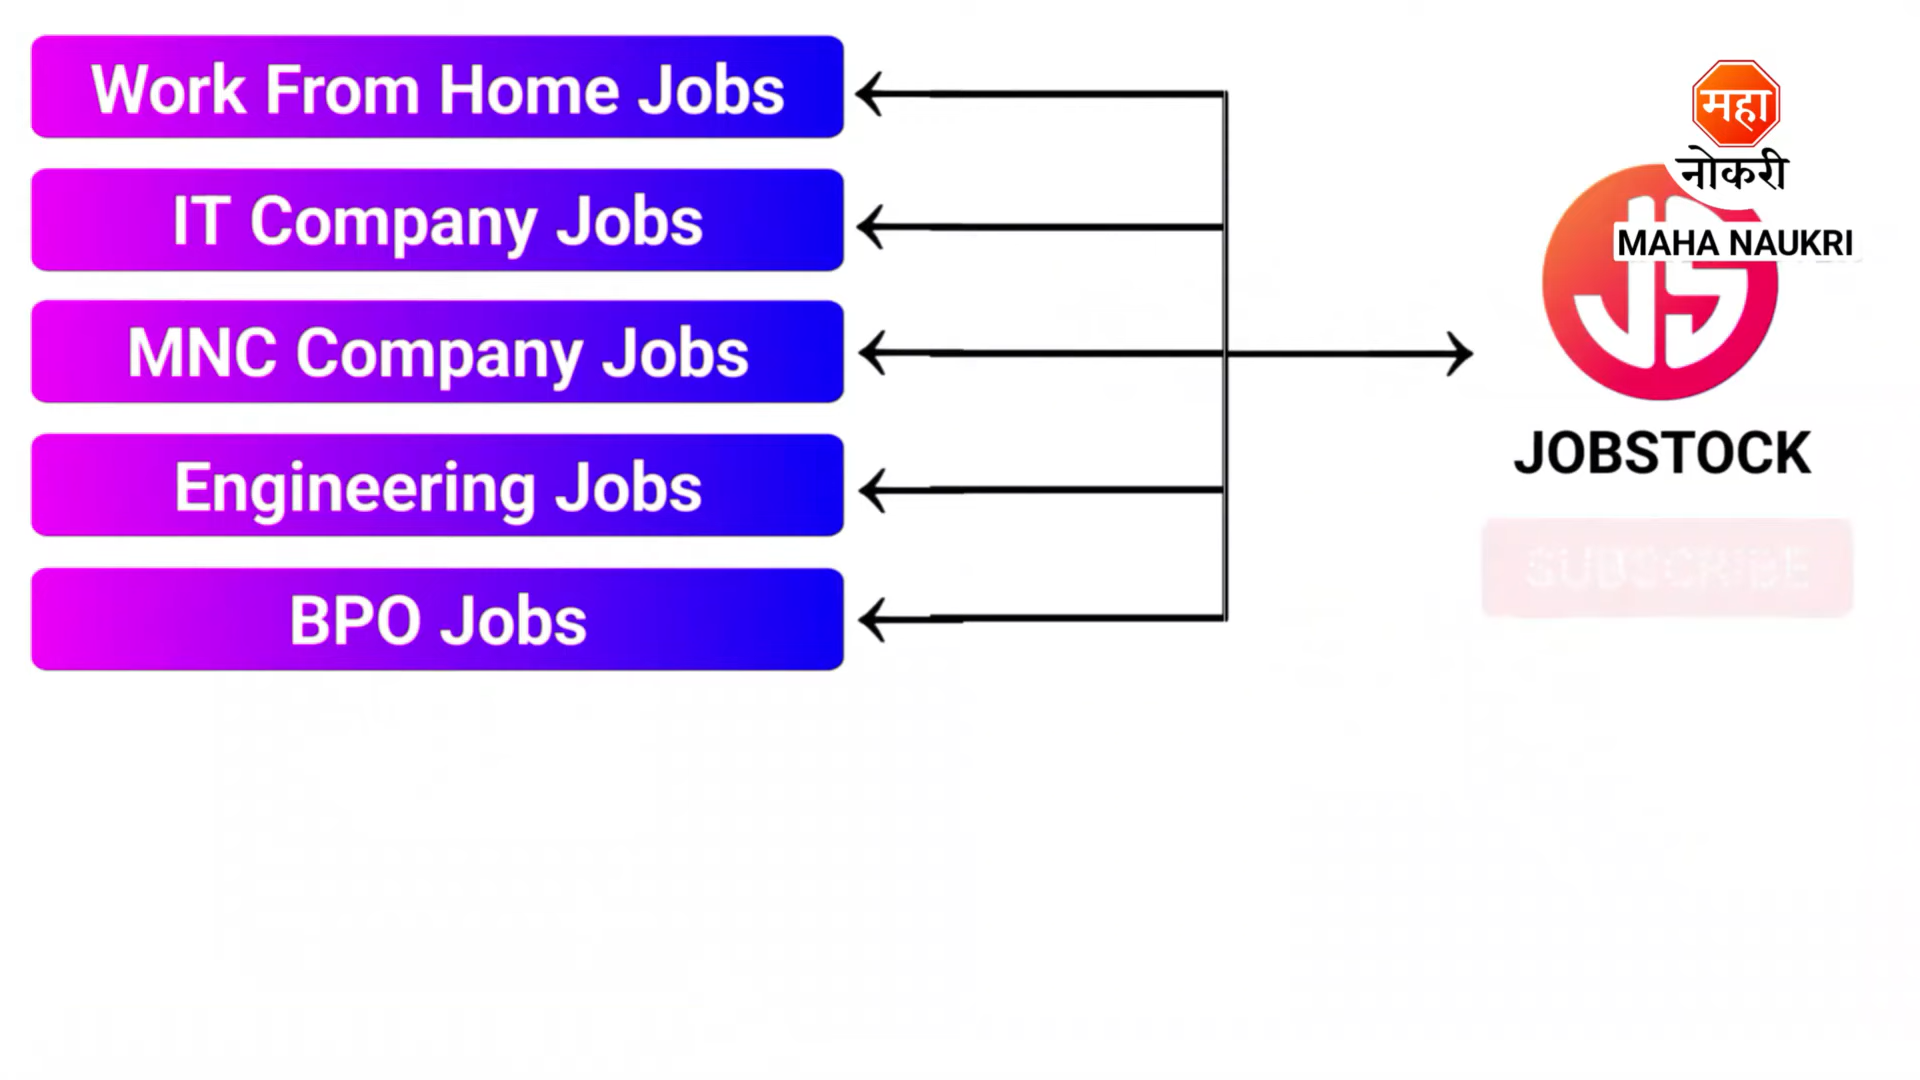 Work From Home Jobs
IT Company Jobs
MNC Company Jobs
Engineering Jobs
BPO Jobs
महा
नोकरी
MAHA NAUKRI
JOBSTOCK
SUBSCRIBE